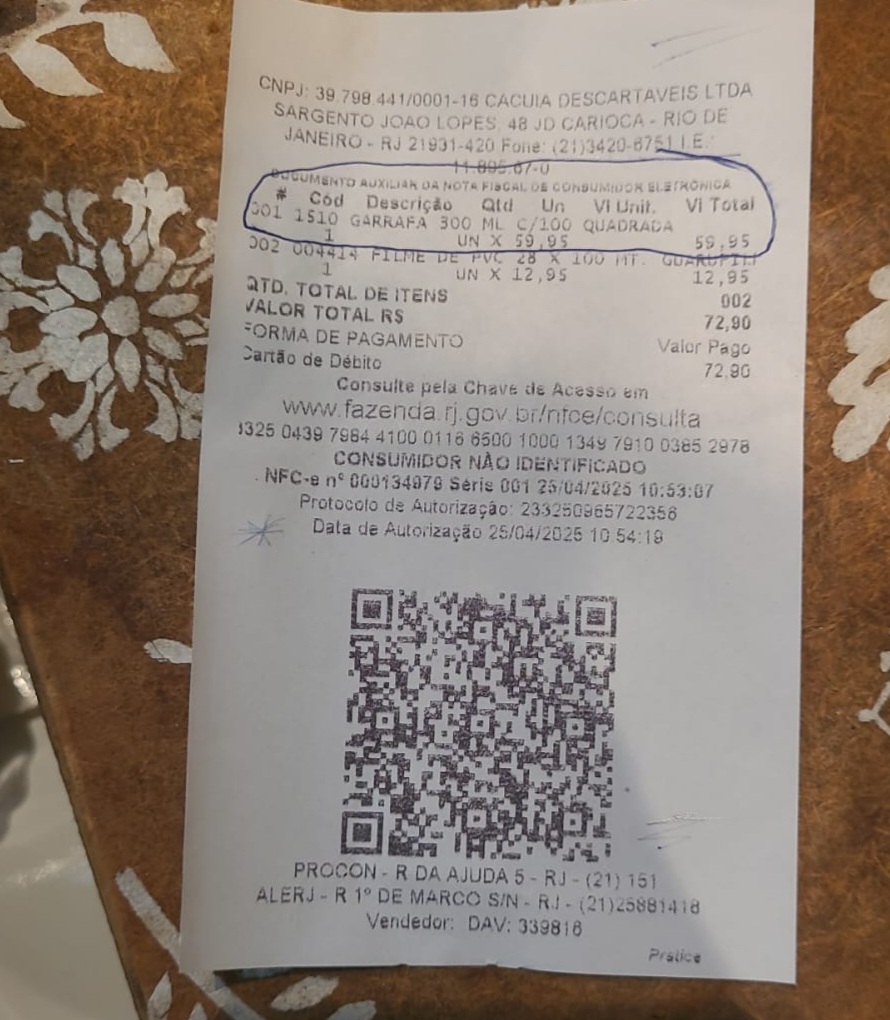 CNPJ: 39.798.441/0001-16 CACUIA DESCARTAVEIS LTDA
SARGENTO JOAO LOPES, 48 JD CARIOCA - RIO DE
JANEIRO - RJ 21931-420 Fone: (21)3420-6751 I.E.:
DOCUMENTO AUXILIAR DA NOTA FISCAL DE CONSUMIDOR ELETRÔNICA
# Cód Descrição Qtd Un Vl Unit. Vl Total
001 1510 GARRAFA 300 ML C/100 QUADRADA
1 UN X 59,95 59,95
002 004414 FILME DE PVC 28 X 100 MT.
1 UN X 12,95 12,95
QTD. TOTAL DE ITENS 002
VALOR TOTAL R$ 72,90
FORMA DE PAGAMENTO Valor Pago
Cartão de Débito 72,90
Consulte pela Chave de Acesso em
www.fazenda.rj.gov.br/nfce/consulta
3325 0439 7984 4100 0116 6500 1000 1349 7910 0385 2978
CONSUMIDOR NÃO IDENTIFICADO
NFC-e nº 000134979 Série 001 25/04/2025 10:53:07
Protocolo de Autorização: 233250965722356
Data de Autorização 25/04/2025 10:54:19
PROCON - R DA AJUDA 5 - RJ - (21) 151
ALERJ - R 1º DE MARCO S/N - RJ - (21)25881418
Vendedor: DAV: 339816